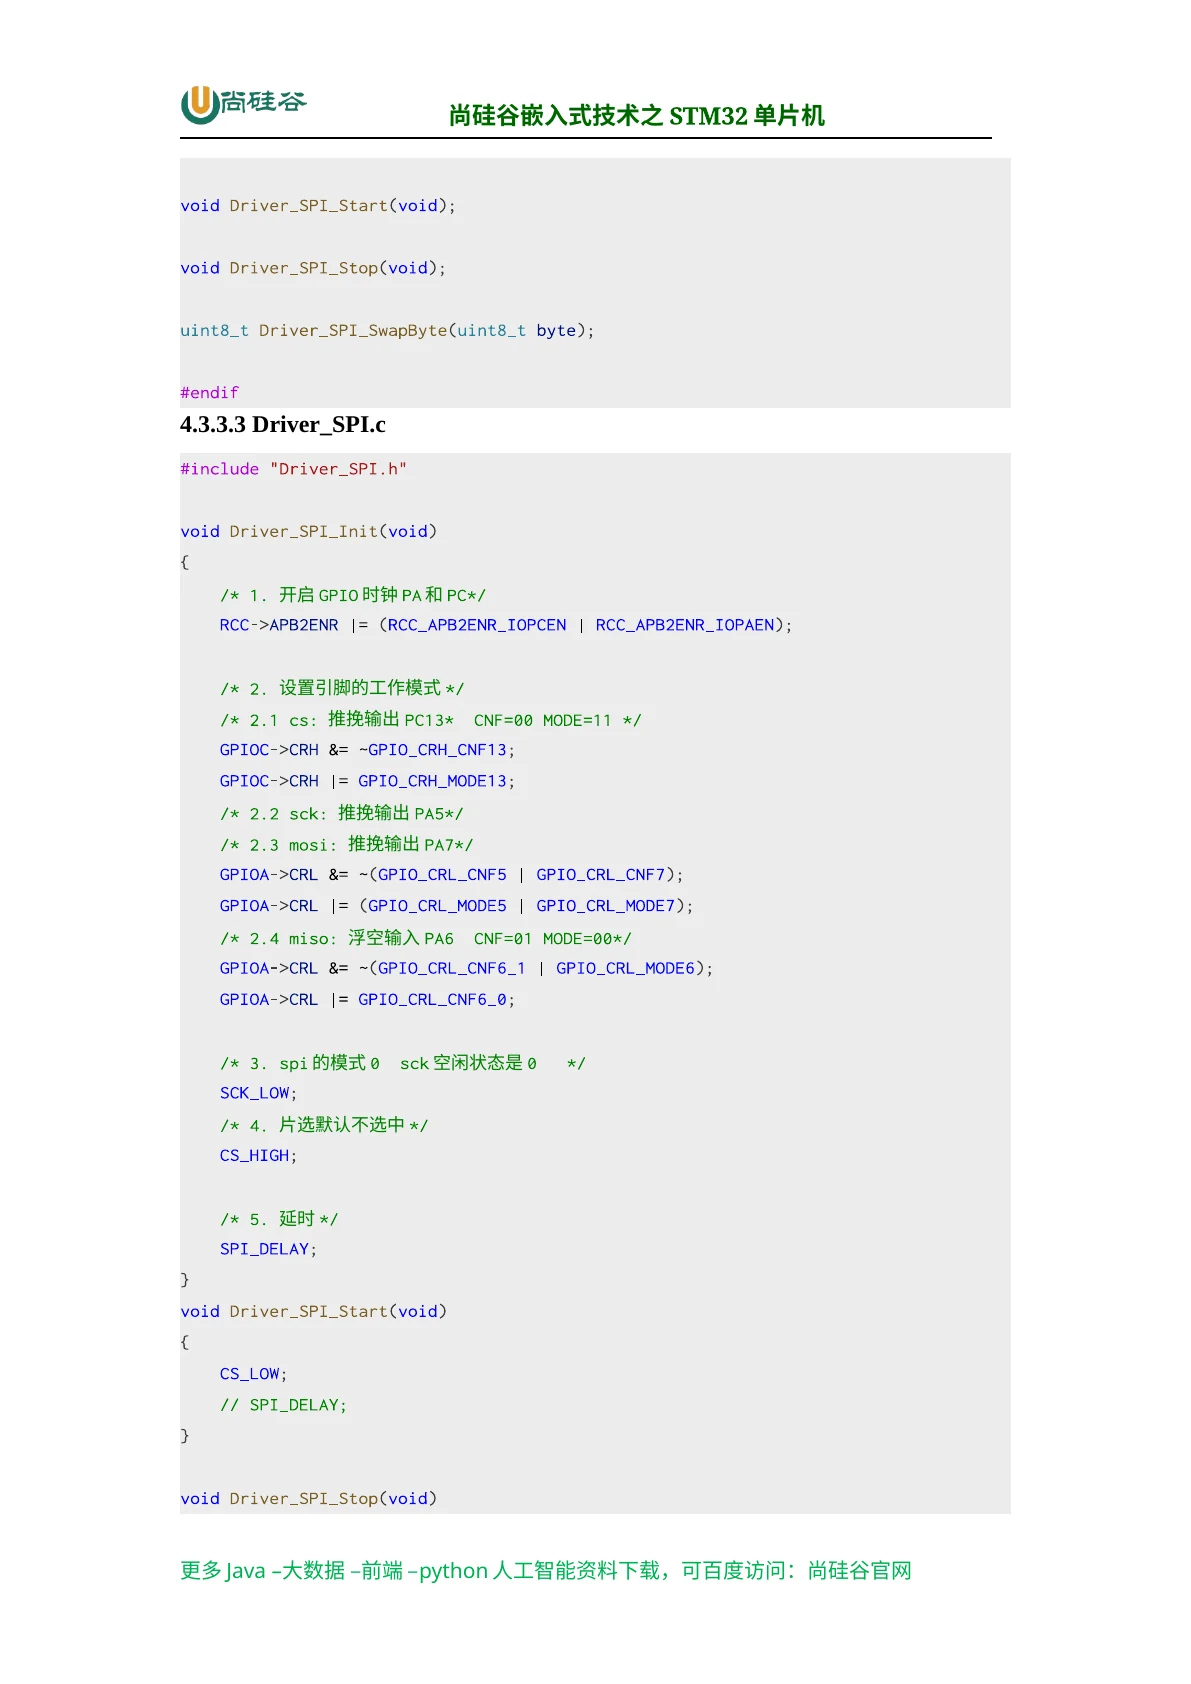 尚硅谷
尚硅谷嵌入式技术之 STM32 单片机
void Driver_SPI_Start(void);
void Driver_SPI_Stop(void);
uint8_t Driver_SPI_SwapByte(uint8_t byte);
#endif
4.3.3.3 Driver_SPI.c
#include "Driver_SPI.h"
void Driver_SPI_Init(void)
{
/* 1. 开启 GPIO 时钟 PA 和 PC*/
RCC->APB2ENR |= (RCC_APB2ENR_IOPCEN | RCC_APB2ENR_IOPAEN);
/* 2. 设置引脚的工作模式 */
/* 2.1 cs: 推挽输出 PC13*  CNF=00 MODE=11 */
GPIOC->CRH &= ~GPIO_CRH_CNF13;
GPIOC->CRH |= GPIO_CRH_MODE13;
/* 2.2 sck: 推挽输出 PA5*/
/* 2.3 mosi: 推挽输出 PA7*/
GPIOA->CRL &= ~(GPIO_CRL_CNF5 | GPIO_CRL_CNF7);
GPIOA->CRL |= (GPIO_CRL_MODE5 | GPIO_CRL_MODE7);
/* 2.4 miso: 浮空输入 PA6  CNF=01 MODE=00*/
GPIOA->CRL &= ~(GPIO_CRL_CNF6_1 | GPIO_CRL_MODE6);
GPIOA->CRL |= GPIO_CRL_CNF6_0;
/* 3. spi 的模式 0  sck 空闲状态是 0   */
SCK_LOW;
/* 4. 片选默认不选中 */
CS_HIGH;
/* 5. 延时 */
SPI_DELAY;
}
void Driver_SPI_Start(void)
{
CS_LOW;
// SPI_DELAY;
}
void Driver_SPI_Stop(void)
更多 Java –大数据 –前端 –python 人工智能资料下载，可百度访问：尚硅谷官网